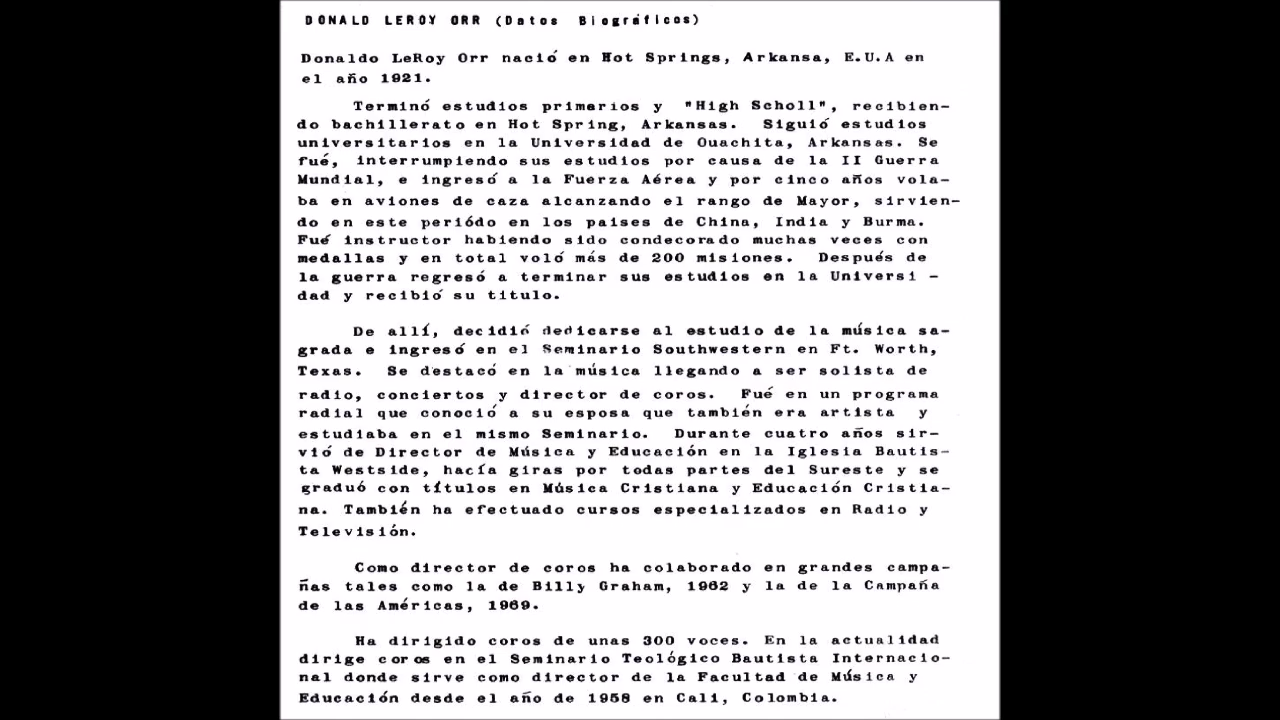 DONALD LEROY ORR (Datos Biográficos)
Donaldo LeRoy Orr nació en Hot Springs, Arkansa, E.U.A en
el año 1921.
Terminó estudios primarios y "High Scholl", recibien-
do bachillerato en Hot Spring, Arkansas. Siguió estudios
universitarios en la Universidad de Ouachita, Arkansas. Se
fué, interrumpiendo sus estudios por causa de la II Guerra
Mundial, e ingresó a la Fuerza Aérea y por cinco años vola-
ba en aviones de caza alcanzando el rango de Mayor, sirvien-
do en este periódo en los paises de China, India y Burma.
Fué instructor habiendo sido condecorado muchas veces con
medallas y en total voló más de 200 misiones. Después de
la guerra regresó a terminar sus estudios en la Universi -
dad y recibió su titulo.
De allí, decidió dedicarse al estudio de la música sa-
grada e ingresó en el Seminario Southwestern en Ft. Worth,
Texas. Se destacó en la música llegando a ser solista de
radio, conciertos y director de coros. Fué en un programa
radial que conoció a su esposa que también era artista y
estudiaba en el mismo Seminario. Durante cuatro años sir-
vió de Director de Música y Educación en la Iglesia Bautis-
ta Westside, hacía giras por todas partes del Sureste y se
graduó con títulos en Música Cristiana y Educación Cristia-
na. También ha efectuado cursos especializados en Radio y
Televisión.
Como director de coros ha colaborado en grandes campa-
ñas tales como la de Billy Graham, 1962 y la de la Campaña
de las Américas, 1969.
Ha dirigido coros de unas 300 voces. En la actualidad
dirige coros en el Seminario Teológico Bautista Internacio-
nal donde sirve como director de la Facultad de Música y
Educación desde el año de 1958 en Cali, Colombia.